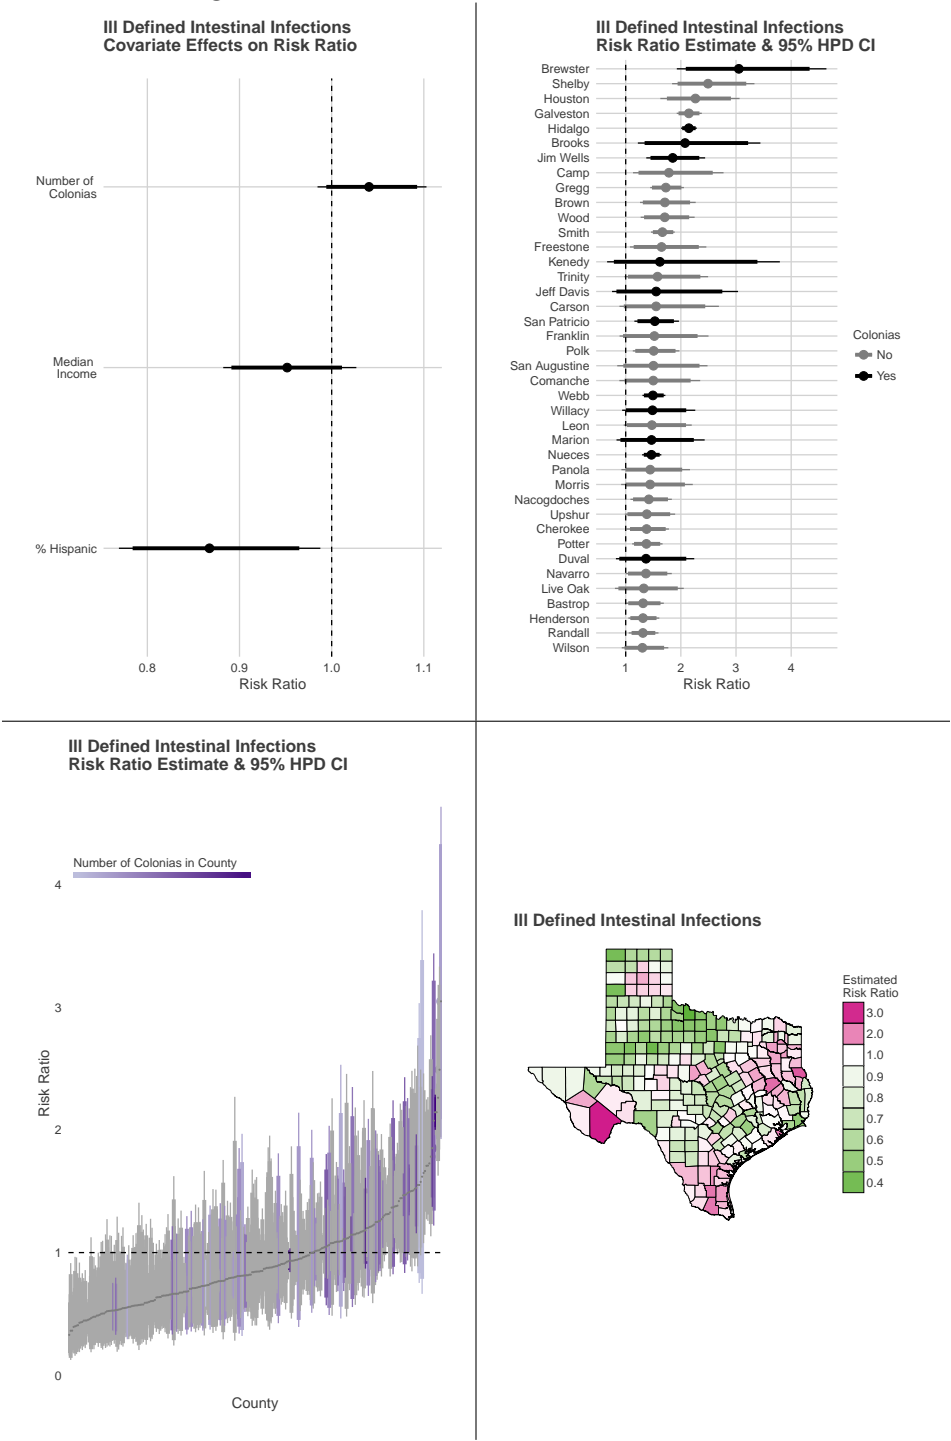 III Defined Intestinal Infections
Covariate Effects on Risk Ratio
Number of
Colonias
Median
Income
% Hispanic
0.8
0.9
1.0
1.1
Risk Ratio
III Defined Intestinal Infections
Risk Ratio Estimate & 95% HPD CI
Brewster
Shelby
Houston
Galveston
Hidalgo
Brooks
Jim Wells
Camp
Gregg
Brown
Wood
Smith
Freestone
Kenedy
Trinity
Jeff Davis
Carson
San Patricio
Franklin
Polk
San Augustine
Comanche
Webb
Willacy
Leon
Marion
Nueces
Panola
Morris
Nacogdoches
Upshur
Cherokee
Potter
Duval
Navarro
Live Oak
Bastrop
Henderson
Randall
Wilson
1
2
3
4
Risk Ratio
Colonias
No
Yes
III Defined Intestinal Infections
Risk Ratio Estimate & 95% HPD CI
Number of Colonias in County
4
3
2
1
0
Risk Ratio
County
III Defined Intestinal Infections
Estimated
Risk Ratio
3.0
2.0
1.0
0.9
0.8
0.7
0.6
0.5
0.4